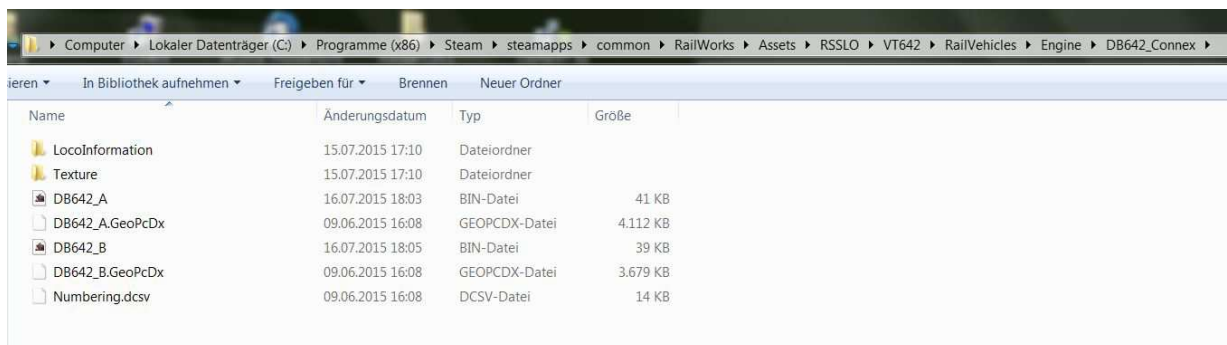 Computer ▸ Lokaler Datenträger (C:) ▸ Programme (x86) ▸ Steam ▸ steamapps ▸ common ▸ RailWorks ▸ Assets ▸ RSSLO ▸ VT642 ▸ RailVehicles ▸ Engine ▸ DB642_Connex ▸
ieren In Bibliothek aufnehmen Freigeben für Brennen Neuer Ordner
Name Änderungsdatum Typ Größe
LocoInformation 15.07.2015 17:10 Dateiordner
Texture 15.07.2015 17:10 Dateiordner
DB642_A 16.07.2015 18:03 BIN-Datei 41 KB
DB642_A.GeoPcDx 09.06.2015 16:08 GEOPCDX-Datei 4.112 KB
DB642_B 16.07.2015 18:05 BIN-Datei 39 KB
DB642_B.GeoPcDx 09.06.2015 16:08 GEOPCDX-Datei 3.679 KB
Numbering.dcsv 09.06.2015 16:08 DCSV-Datei 14 KB